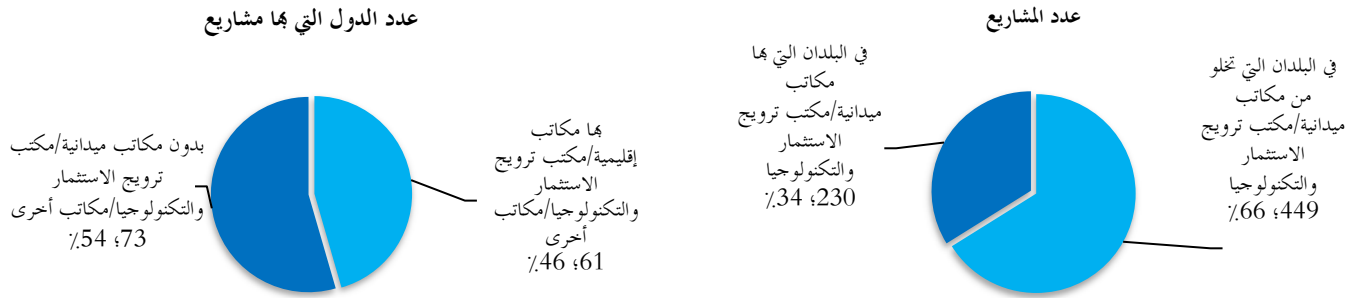 عدد المشاريع
في البلدان التي تخلو
من مكاتب
ميدانية/مكتب ترويج
الاستثمار
والتكنولوجيا
449؛ 66٪
في البلدان التي بها
مكاتب
ميدانية/مكتب ترويج
الاستثمار
والتكنولوجيا
230؛ 34٪
عدد الدول التي بها مشاريع
بها مكاتب
إقليمية/مكتب ترويج
الاستثمار
والتكنولوجيا/مكاتب
أخرى
61؛ 46٪
بدون مكاتب ميدانية/مكتب
ترويج الاستثمار
والتكنولوجيا/مكاتب أخرى
73؛ 54٪